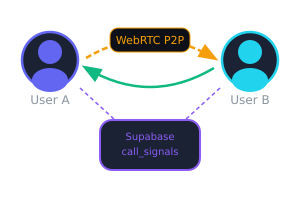 WebRTC P2P
User A
User B
Supabase
call_signals